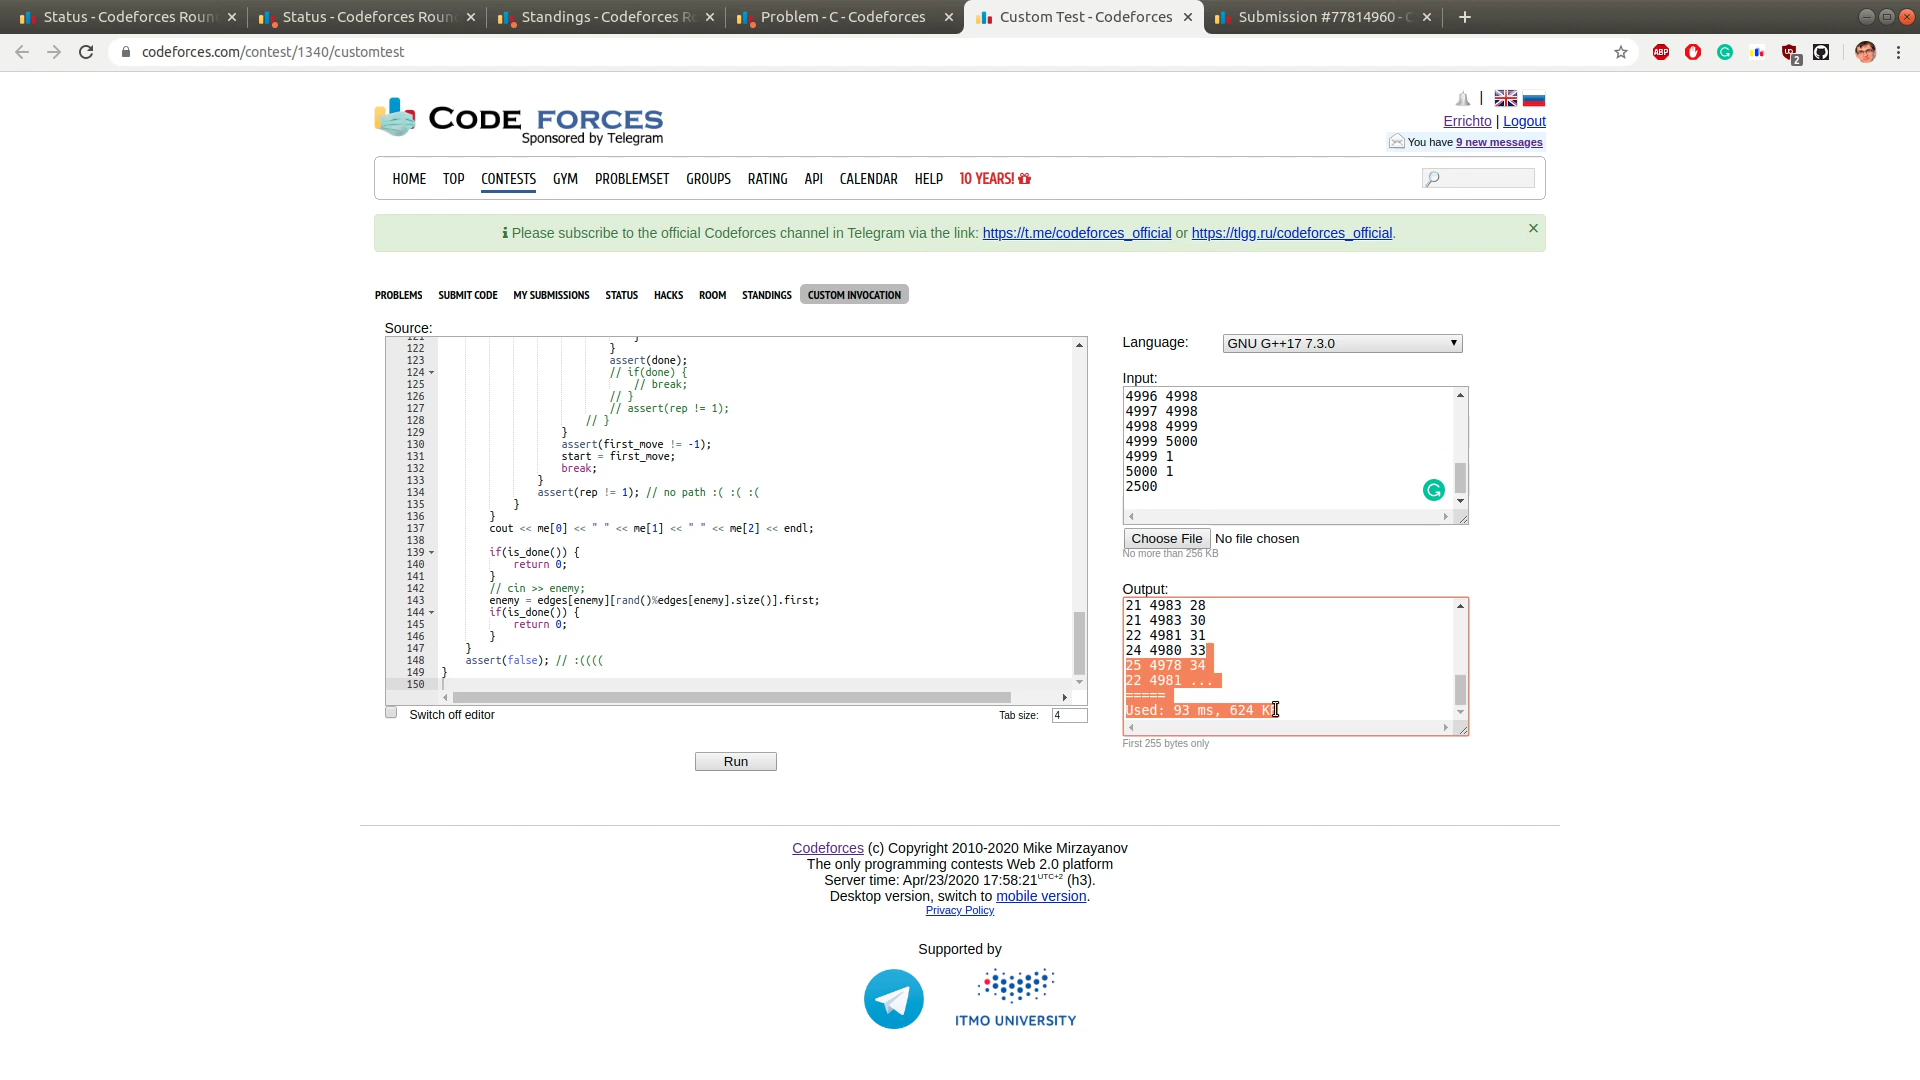 Status - Codeforces Roun
Status - Codeforces Roun
Standings - Codeforces Ro
Problem - C - Codeforces
Custom Test - Codeforces
Submission #77814960 - C
codeforces.com/contest/1340/customtest
ABP
2
CODE FORCES
Sponsored by Telegram
Errichto | Logout
You have 9 new messages
HOME TOP CONTESTS GYM PROBLEMSET GROUPS RATING API CALENDAR HELP 10 YEARS!
Please subscribe to the official Codeforces channel in Telegram via the link: https://t.me/codeforces_official or https://tlgg.ru/codeforces_official.
PROBLEMS SUBMIT CODE MY SUBMISSIONS STATUS HACKS ROOM STANDINGS CUSTOM INVOCATION
Source:
121 }
122 }
123 assert(done);
124 // if(done) {
125 // break;
126 // }
127 // assert(rep != 1);
128 // }
129 }
130 assert(first_move != -1);
131 start = first_move;
132 break;
133 }
134 assert(rep != 1); // no path :( :( :(
135 }
136 }
137 cout << me[0] << " " << me[1] << " " << me[2] << endl;
138
139 if(is_done()) {
140 return 0;
141 }
142 // cin >> enemy;
143 enemy = edges[enemy][rand()%edges[enemy].size()].first;
144 if(is_done()) {
145 return 0;
146 }
147 }
148 assert(false); // :((((
149 }
150
Switch off editor
Tab size: 4
Run
Language: GNU G++17 7.3.0
Input:
4996 4998
4997 4998
4998 4999
4999 5000
4999 1
5000 1
2500
Choose File No file chosen
No more than 256 KB
Output:
21 4983 28
21 4983 30
22 4981 31
24 4980 33
25 4978 34
22 4981 ...
=====
Used: 93 ms, 624 KB
First 255 bytes only
Codeforces (c) Copyright 2010-2020 Mike Mirzayanov
The only programming contests Web 2.0 platform
Server time: Apr/23/2020 17:58:21 UTC+2 (h3).
Desktop version, switch to mobile version.
Privacy Policy
Supported by
ITMO UNIVERSITY